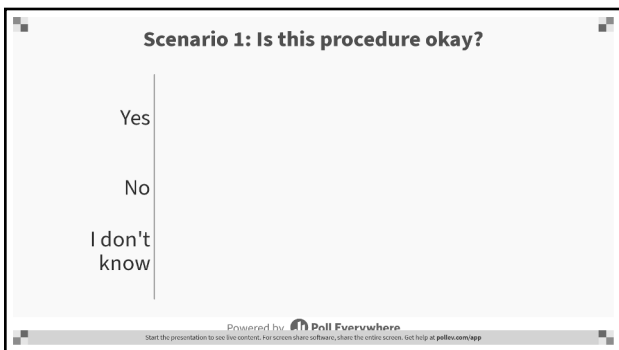 Scenario 1: Is this procedure okay?
Yes
No
I don't
know
Powered by Poll Everywhere
Start the presentation to see live content. For screen share software, share the entire screen. Get help at pollev.com/app